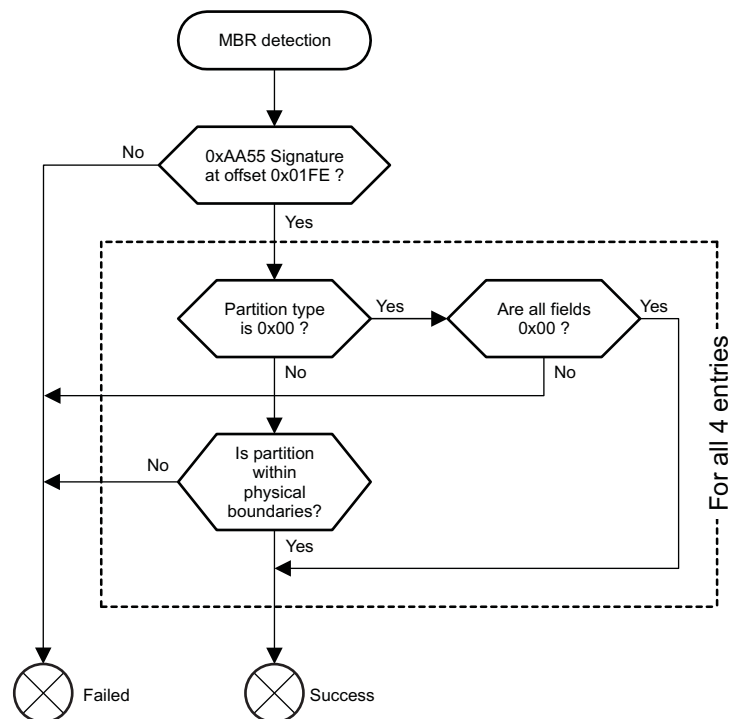 MBR detection
No
0xAA55 Signature
at offset 0x01FE ?
Yes
Partition type
is 0x00 ?
Yes
Are all fields
0x00 ?
Yes
No
No
For all 4 entries
No
Is partition
within
physical
boundaries?
Yes
Failed
Success